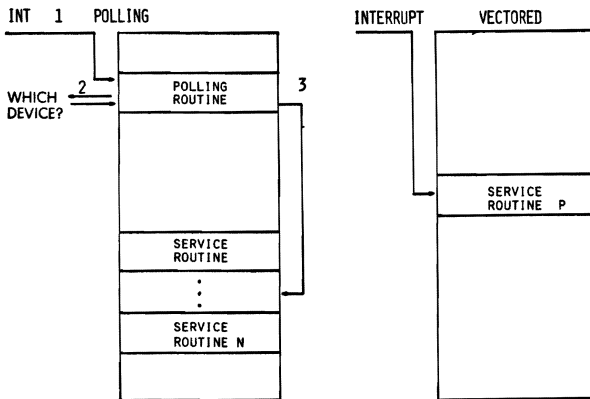 INT 1 POLLING
POLLING
ROUTINE
2
WHICH
DEVICE?
3
SERVICE
ROUTINE
SERVICE
ROUTINE N
INTERRUPT VECTORED
SERVICE
ROUTINE P